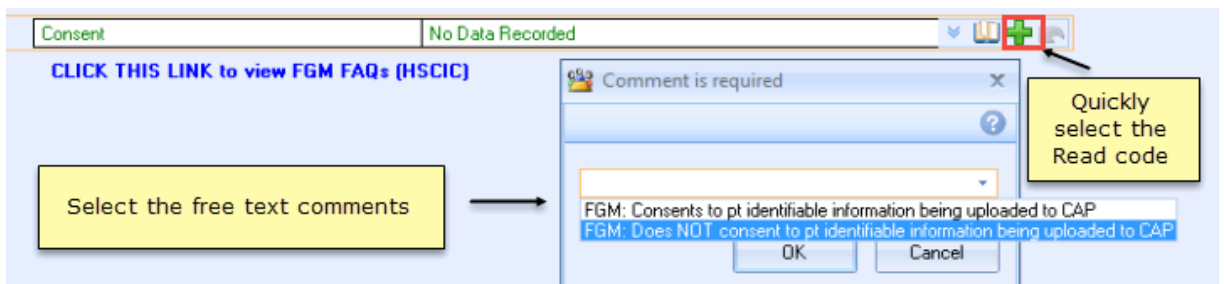 Consent No Data Recorded
CLICK THIS LINK to view FGM FAQs (HSCIC)
Comment is required
Quickly
select the
Read code
Select the free text comments
FGM: Consents to pt identifiable information being uploaded to CAP
FGM: Does NOT consent to pt identifiable information being uploaded to CAP
OK Cancel